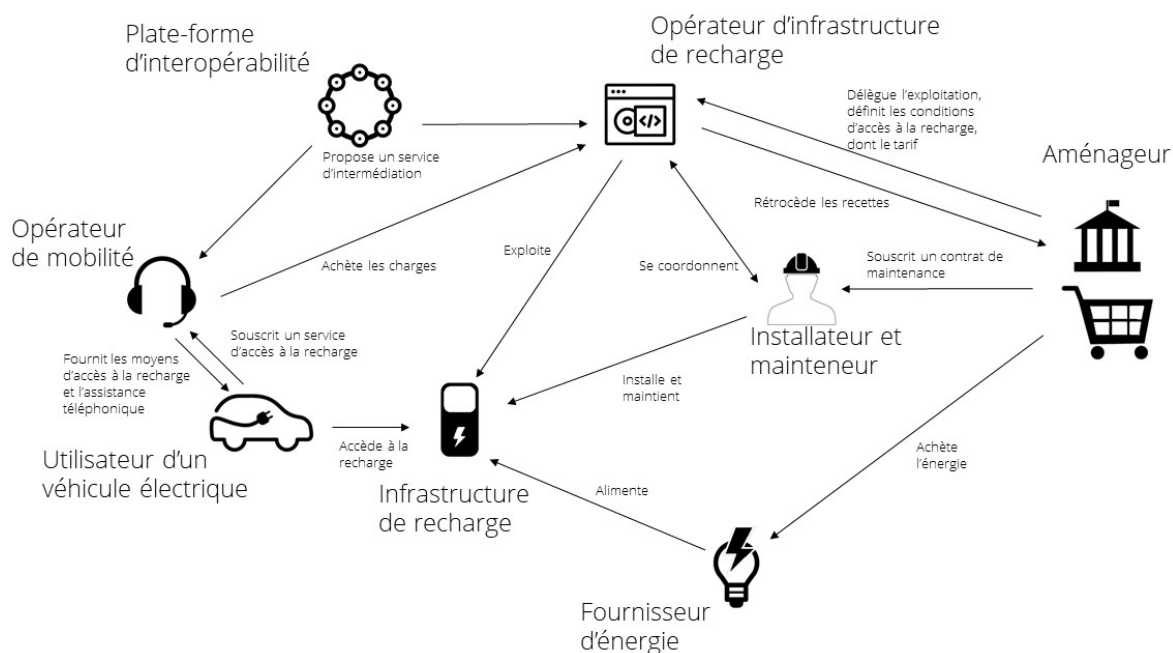 Plate-forme
d'interopérabilité
Opérateur d'infrastructure
de recharge
Délègue l'exploitation,
définit les conditions
d'accès à la recharge,
dont le tarif
Aménageur
Propose un service
d'intermédiation
Rétrocède les recettes
Opérateur
de mobilité
Achète les charges
Exploite
Se coordonnent
Souscrit un contrat de
maintenance
Souscrit un service
d'accès à la recharge
Fournit les moyens
d'accès à la recharge
et l'assistance
téléphonique
Installateur et
mainteneur
Installe et
maintient
Accède à la
recharge
Utilisateur d'un
véhicule électrique
Infrastructure
de recharge
Alimente
Achète
l'énergie
Fournisseur
d'énergie